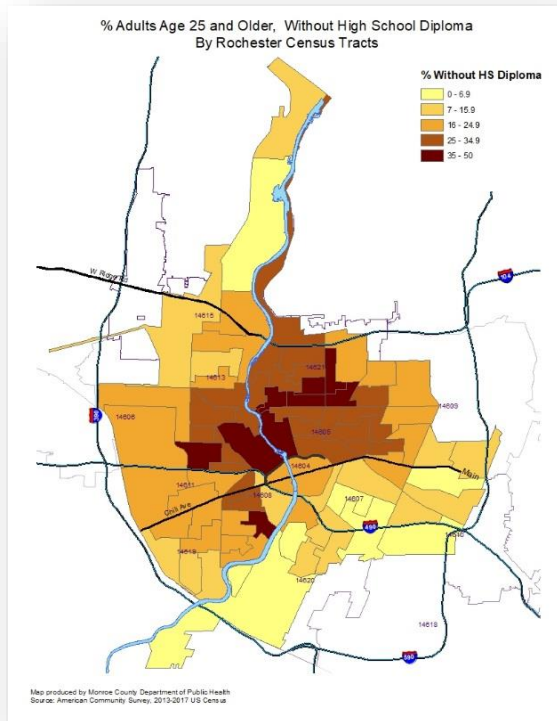 % Adults Age 25 and Older, Without High School Diploma
By Rochester Census Tracts
% Without HS Diploma
0 - 6.9
7 - 15.9
16 - 24.9
25 - 34.9
35 - 50
W. Ridge Rd
104
14615
14621
14613
14609
14606
14605
14604
Main
14611
14608
14607
Chili Ave
490
14610
14619
14620
14618
590
Map produced by Monroe County Department of Public Health
Source: American Community Survey, 2013-2017 US Census